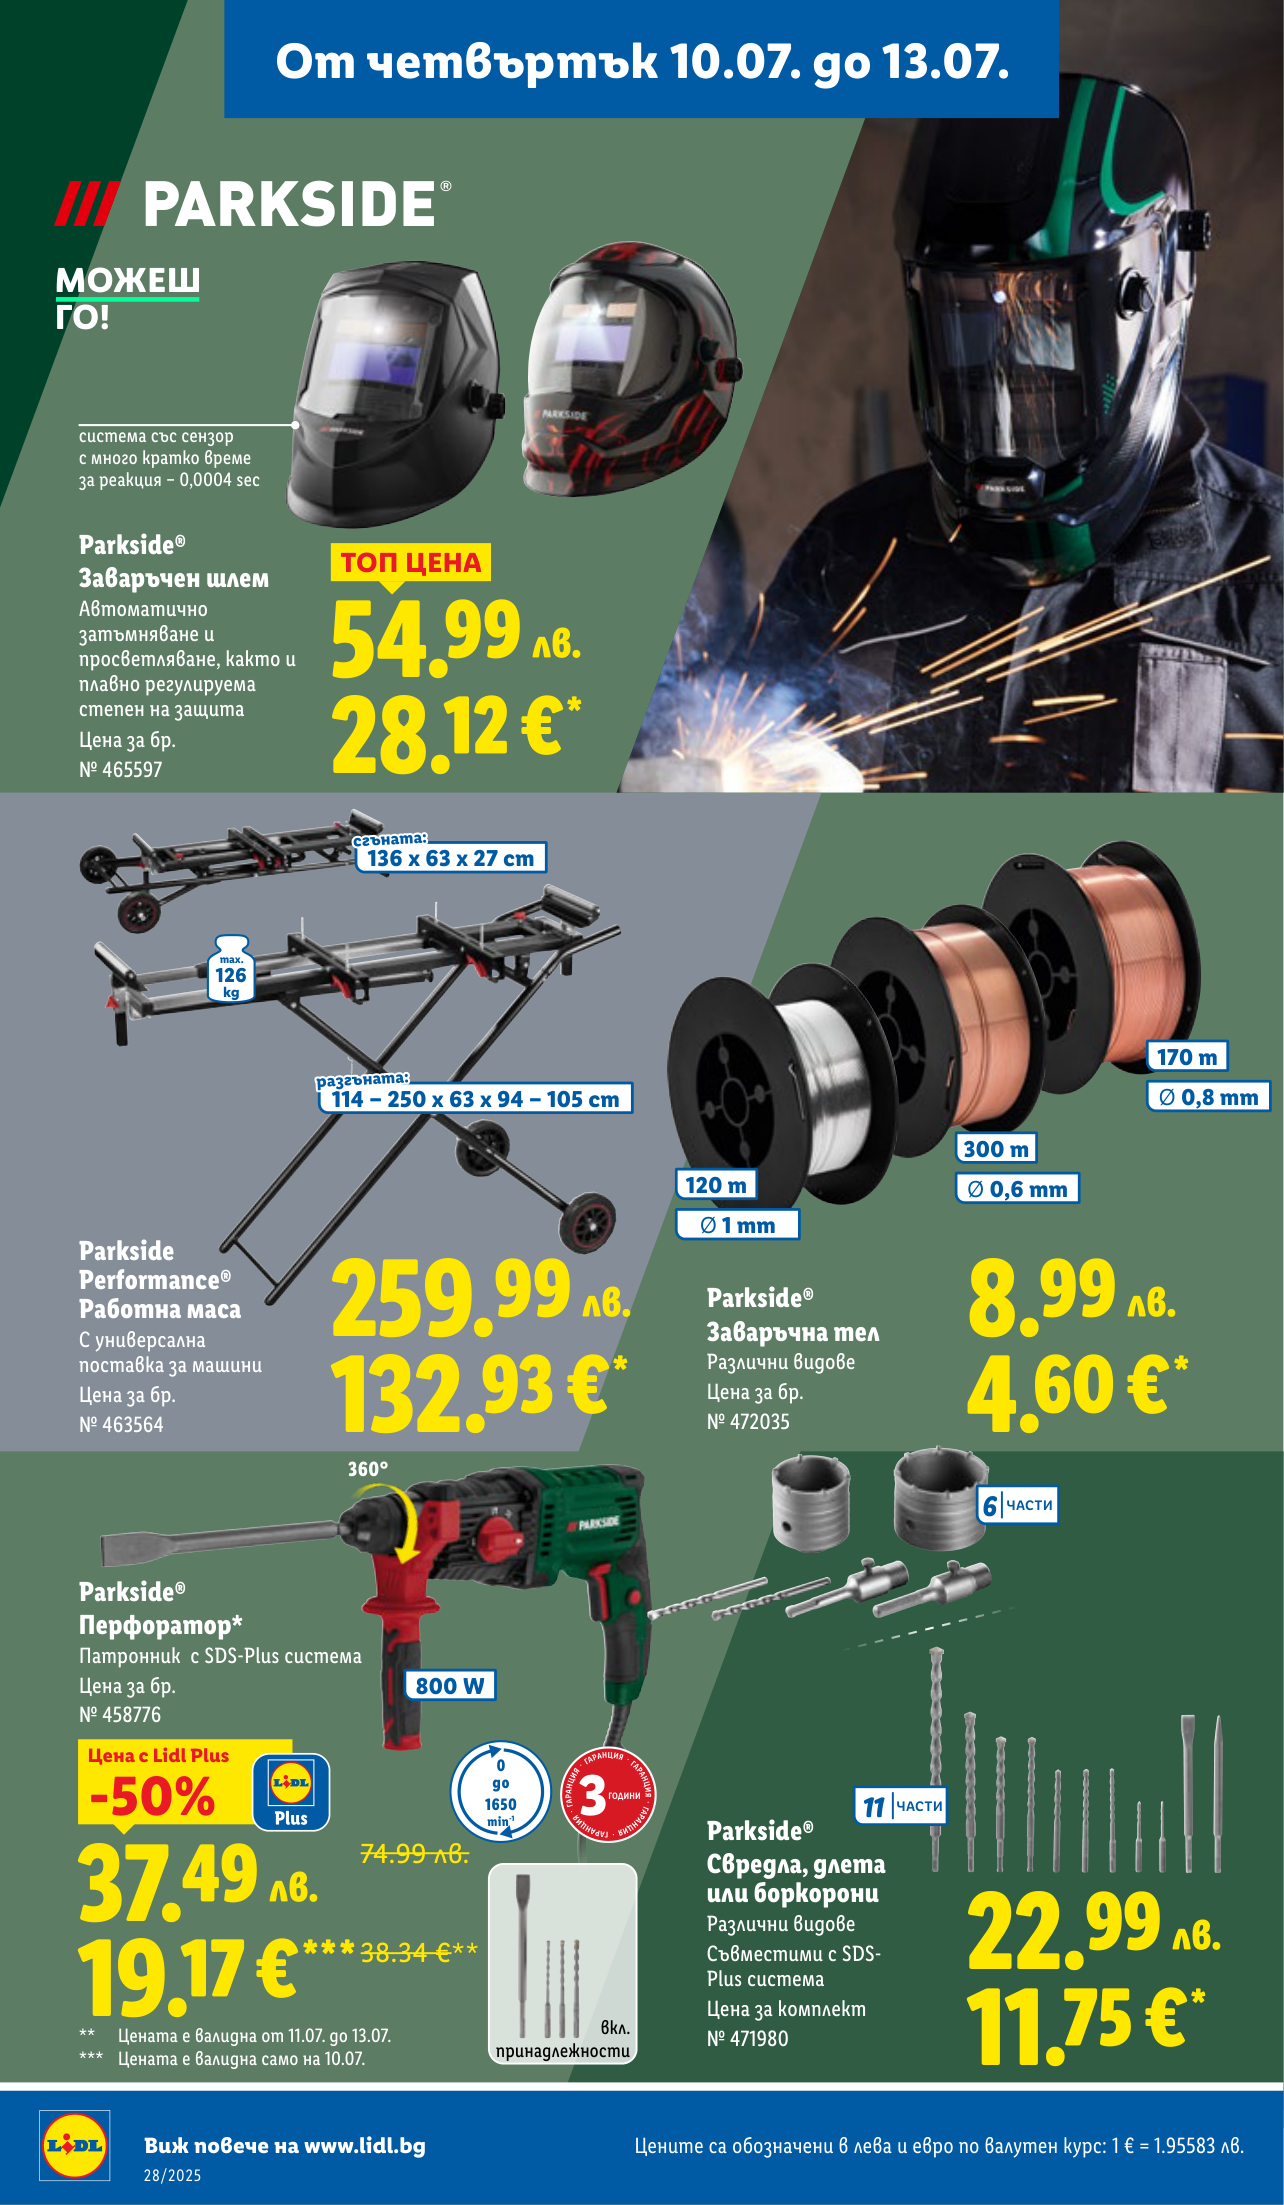 От четвъртък 10.07. до 13.07.
PARKSIDE®
МОЖЕШ
ГО!
система със сензор
с много кратко време
за реакция – 0,0004 sec
Parkside®
Заваръчен шлем
Автоматично
затъмняване и
просветляване, както и
плавно регулируема
степен на защита
Цена за бр.
№ 465597
ТОП ЦЕНА
54.99 лв.
28.12 €*
PARKSIDE
PARKSIDE
PARKSIDE
сгъната:
136 x 63 x 27 cm
max.
126
kg
разгъната:
114 – 250 x 63 x 94 – 105 cm
Parkside
Performance®
Работна маса
С универсална
поставка за машини
Цена за бр.
№ 463564
259.99 лв.
132.93 €*
170 m
Ø 0,8 mm
300 m
Ø 0,6 mm
120 m
Ø 1 mm
Parkside®
Заваръчна тел
Различни видове
Цена за бр.
№ 472035
8.99 лв.
4.60 €*
360°
PARKSIDE
Parkside®
Перфоратор*
Патронник с SDS-Plus система
Цена за бр.
№ 458776
800 W
Цена с Lidl Plus
-50%
LIDL
Plus
37.49 лв.
74.99 лв.
19.17 €***
38.34 €**
0
до
1650
min-1
ГАРАНЦИЯ · ГАРАНЦИЯ · ГАРАНЦИЯ · ГАРАНЦИЯ
3 ГОДИНИ
вкл.
принадлежности
** Цената е валидна от 11.07. до 13.07.
*** Цената е валидна само на 10.07.
6 ЧАСТИ
11 ЧАСТИ
Parkside®
Свредла, длета
или боркорони
Различни видове
Съвместими с SDS-
Plus система
Цена за комплект
№ 471980
22.99 лв.
11.75 €*
LIDL
Виж повече на www.lidl.bg
28/2025
Цените са обозначени в лева и евро по валутен курс: 1 € = 1.95583 лв.